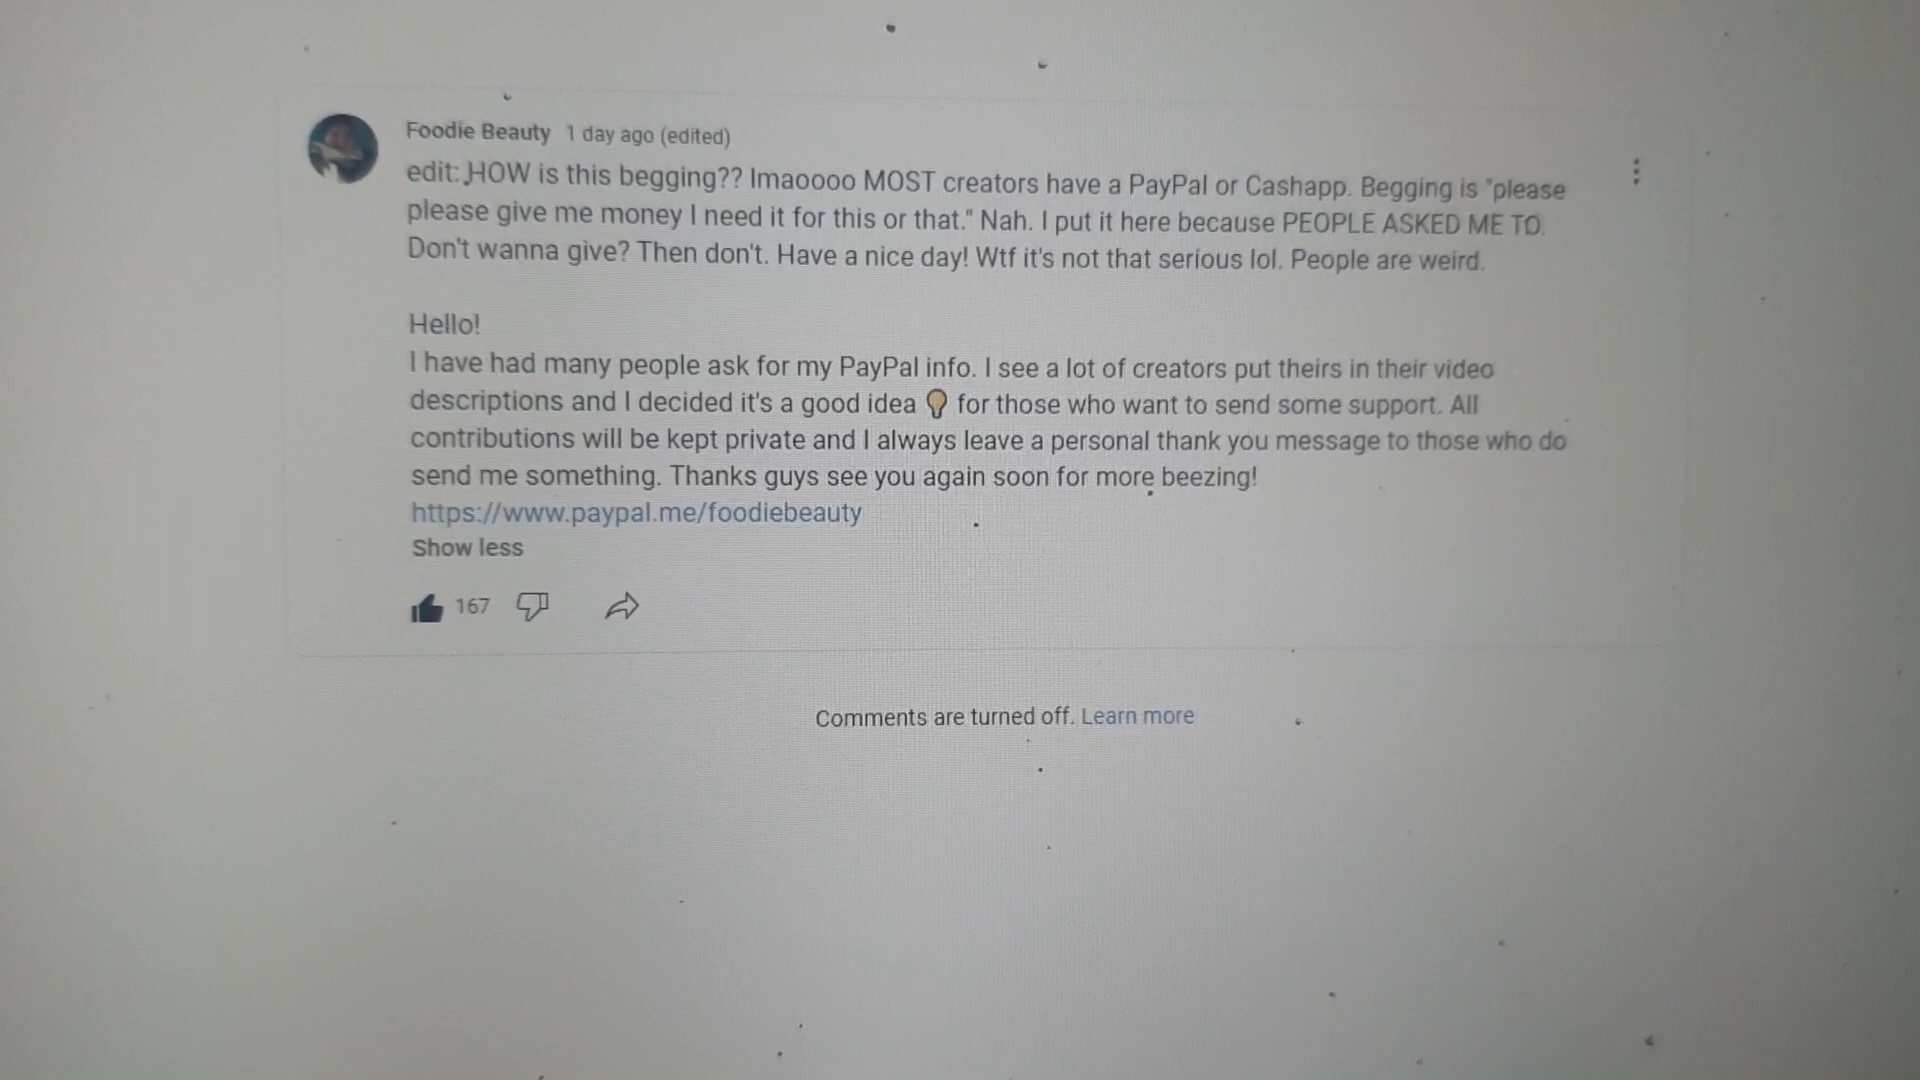 Foodie Beauty 1 day ago (edited)
edit: HOW is this begging?? lmaoooo MOST creators have a PayPal or Cashapp. Begging is "please
please give me money I need it for this or that." Nah. I put it here because PEOPLE ASKED ME TO.
Don't wanna give? Then don't. Have a nice day! Wtf it's not that serious lol. People are weird.
Hello!
I have had many people ask for my PayPal info. I see a lot of creators put theirs in their video
descriptions and I decided it's a good idea 💡 for those who want to send some support. All
contributions will be kept private and I always leave a personal thank you message to those who do
send me something. Thanks guys see you again soon for more beezing!
https://www.paypal.me/foodiebeauty
Show less
167
Comments are turned off. Learn more